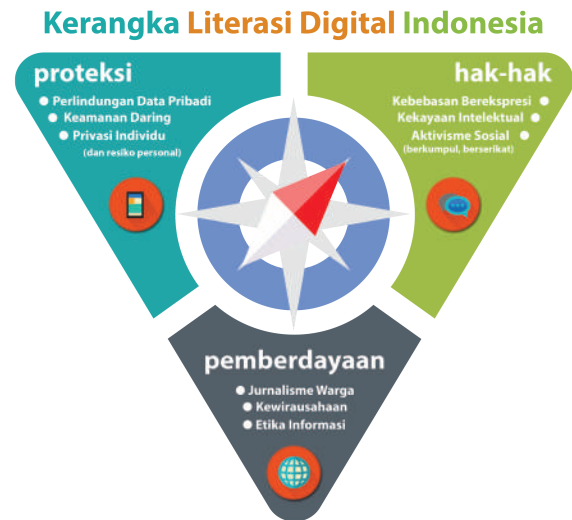 Kerangka Literasi Digital Indonesia
proteksi
● Perlindungan Data Pribadi
● Keamanan Daring
● Privasi Individu
(dan resiko personal)
hak-hak
Kebebasan Berekspresi ●
Kekayaan Intelektual ●
Aktivisme Sosial ●
(berkumpul, berserikat)
pemberdayaan
● Jurnalisme Warga
● Kewirausahaan
● Etika Informasi